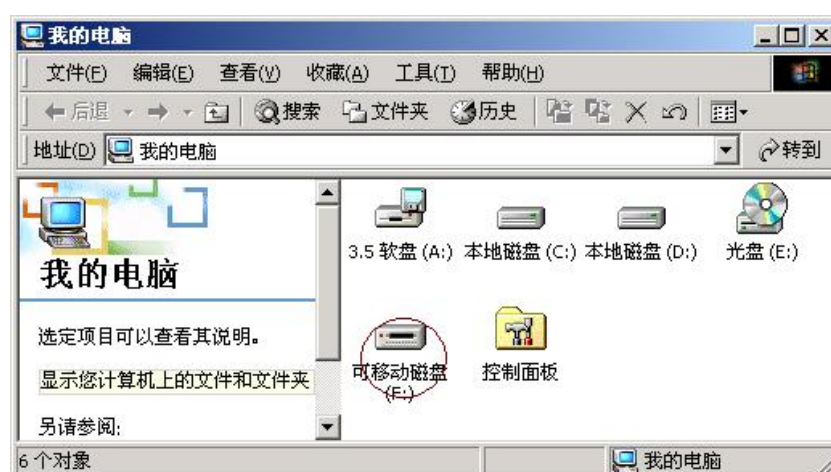 我的电脑
文件(F) 编辑(E) 查看(V) 收藏(A) 工具(T) 帮助(H)
后退 搜索 文件夹 历史
地址(D) 我的电脑 转到
3.5 软盘 (A:) 本地磁盘 (C:) 本地磁盘 (D:) 光盘 (E:)
我的电脑
选定项目可以查看其说明。
显示您计算机上的文件和文件夹
另请参阅:
可移动磁盘
(F:)
控制面板
6 个对象
我的电脑